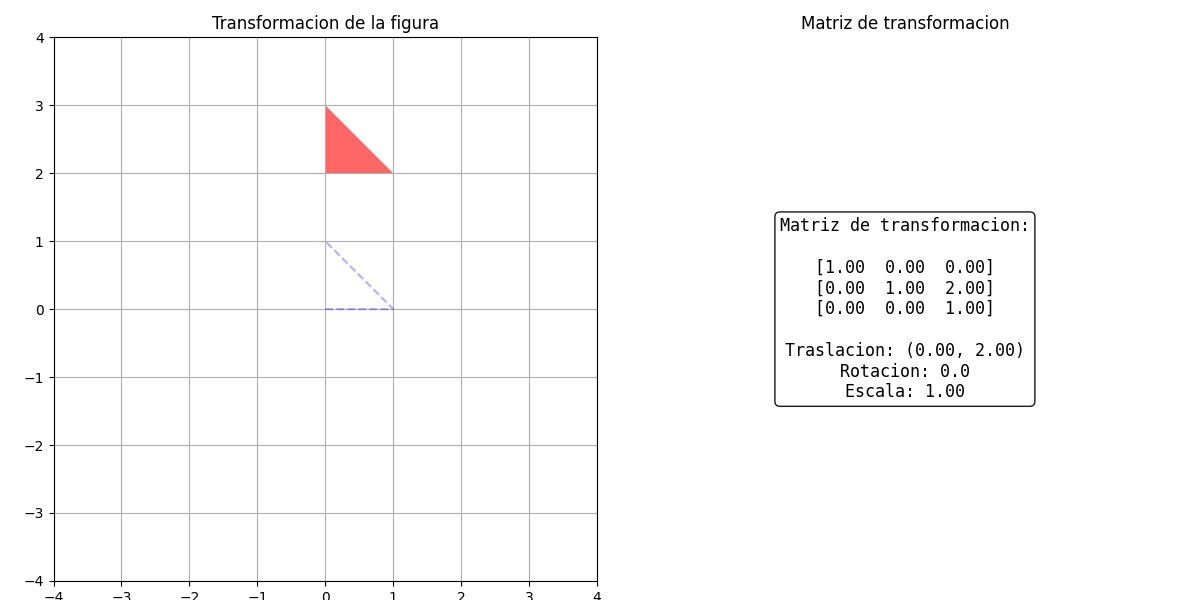 Transformacion de la figura
4
3
2
1
0
−1
−2
−3
−4
−4 −3 −2 −1 0 1 2 3 4
Matriz de transformacion
Matriz de transformacion:
[1.00  0.00  0.00]
[0.00  1.00  2.00]
[0.00  0.00  1.00]
Traslacion: (0.00, 2.00)
Rotacion: 0.0
Escala: 1.00